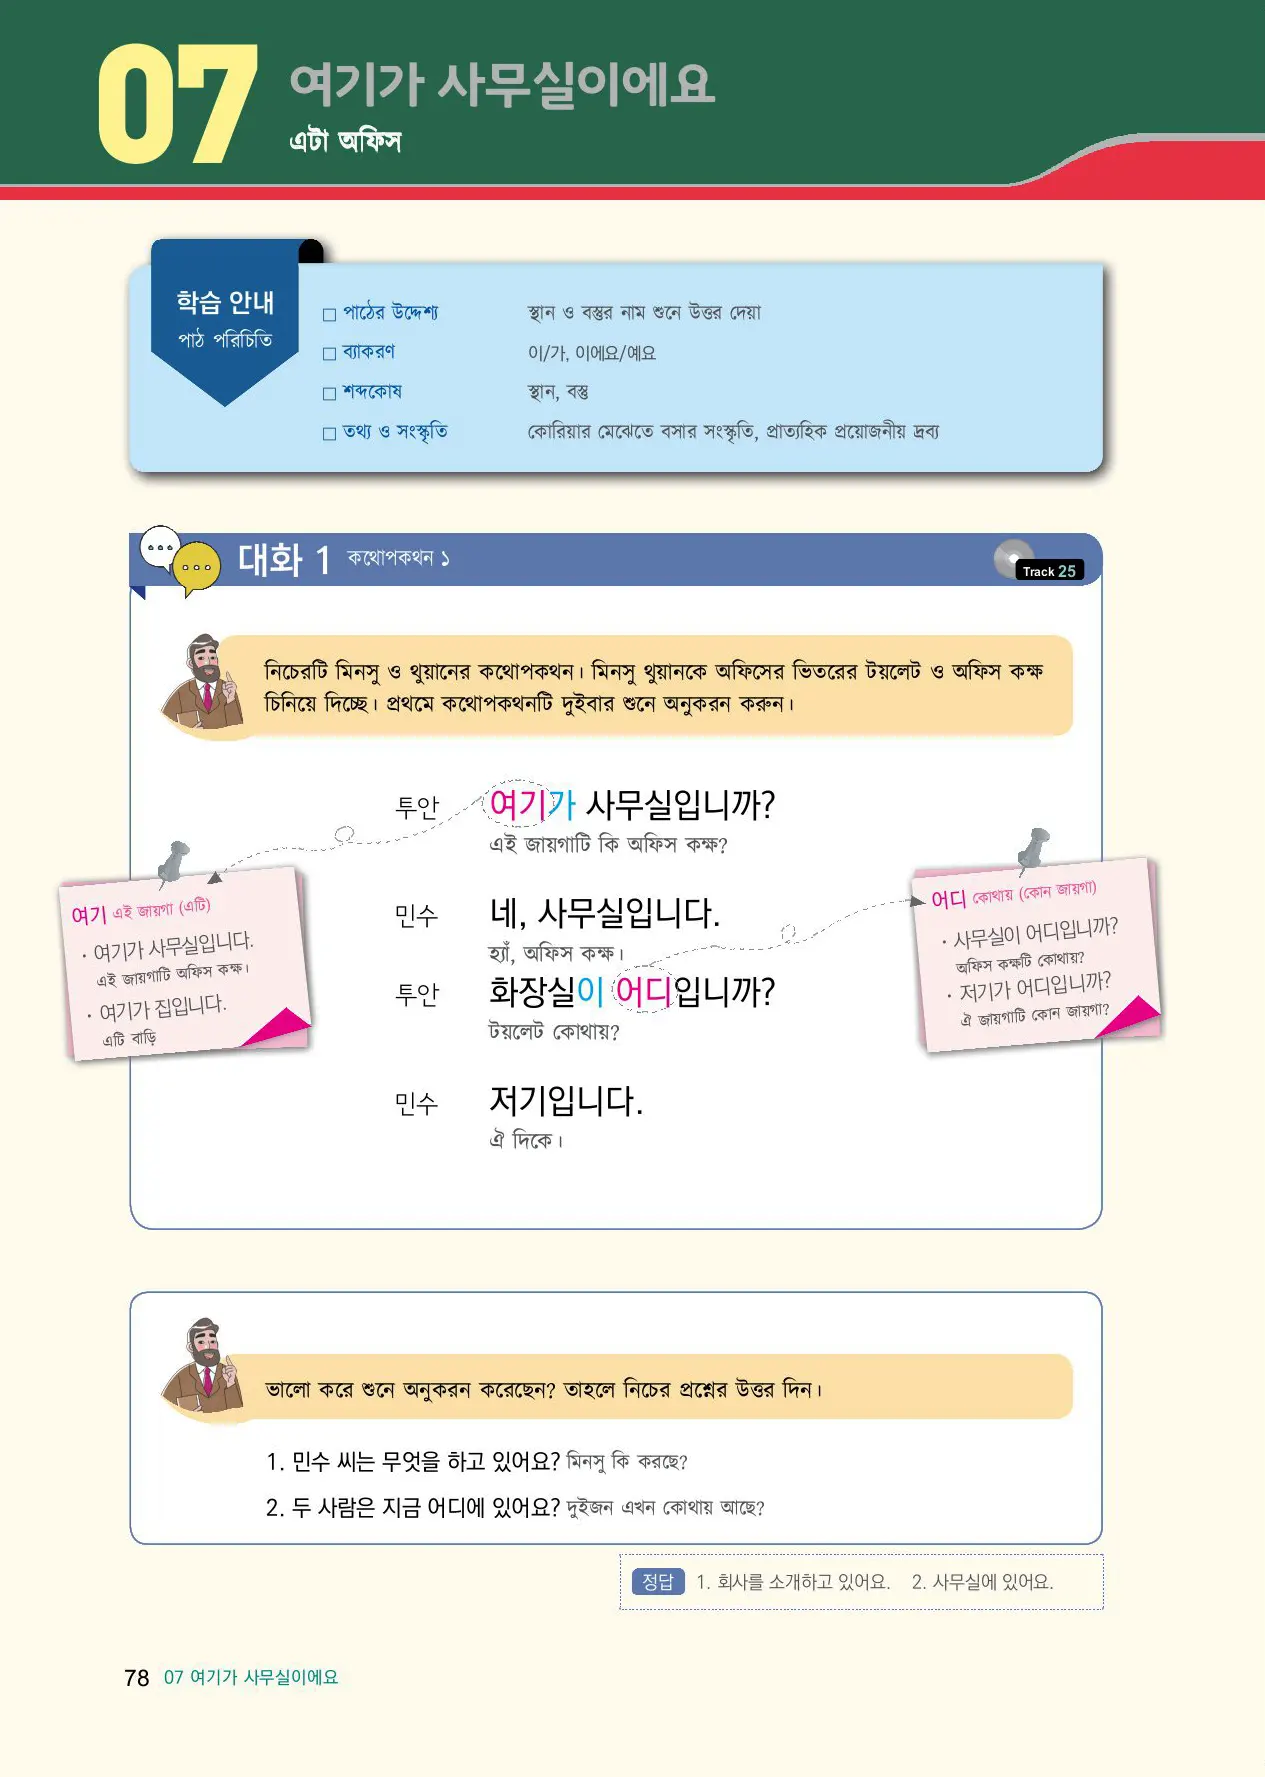 07
여기가 사무실이에요
এটা অফিস
학습 안내
পাঠ পরিচিতি
□ পাঠের উদ্দেশ্য স্থান ও বস্তুর নাম শুনে উত্তর দেয়া
□ ব্যাকরণ 이/가, 이에요/예요
□ শব্দকোষ স্থান, বস্তু
□ তথ্য ও সংস্কৃতি কোরিয়ার মেঝেতে বসার সংস্কৃতি, প্রাত্যহিক প্রয়োজনীয় দ্রব্য
대화 1 কথোপকথন ১
Track 25
নিচেরটি মিনসু ও থুয়ানের কথোপকথন। মিনসু থুয়ানকে অফিসের ভিতরের টয়লেট ও অফিস কক্ষ
চিনিয়ে দিচ্ছে। প্রথমে কথোপকথনটি দুইবার শুনে অনুকরন করুন।
투안 여기가 사무실입니까?
এই জায়গাটি কি অফিস কক্ষ?
민수 네, 사무실입니다.
হ্যাঁ, অফিস কক্ষ।
투안 화장실이 어디입니까?
টয়লেট কোথায়?
민수 저기입니다.
ঐ দিকে।
여기 এই জায়গা (এটি)
· 여기가 사무실입니다.
এই জায়গাটি অফিস কক্ষ।
· 여기가 집입니다.
এটি বাড়ি
어디 কোথায় (কোন জায়গা)
· 사무실이 어디입니까?
অফিস কক্ষটি কোথায়?
· 저기가 어디입니까?
ঐ জায়গাটি কোন জায়গা?
ভালো করে শুনে অনুকরন করেছেন? তাহলে নিচের প্রশ্নের উত্তর দিন।
1. 민수 씨는 무엇을 하고 있어요? মিনসু কি করছে?
2. 두 사람은 지금 어디에 있어요? দুইজন এখন কোথায় আছে?
정답 1. 회사를 소개하고 있어요. 2. 사무실에 있어요.
78 07 여기가 사무실이에요